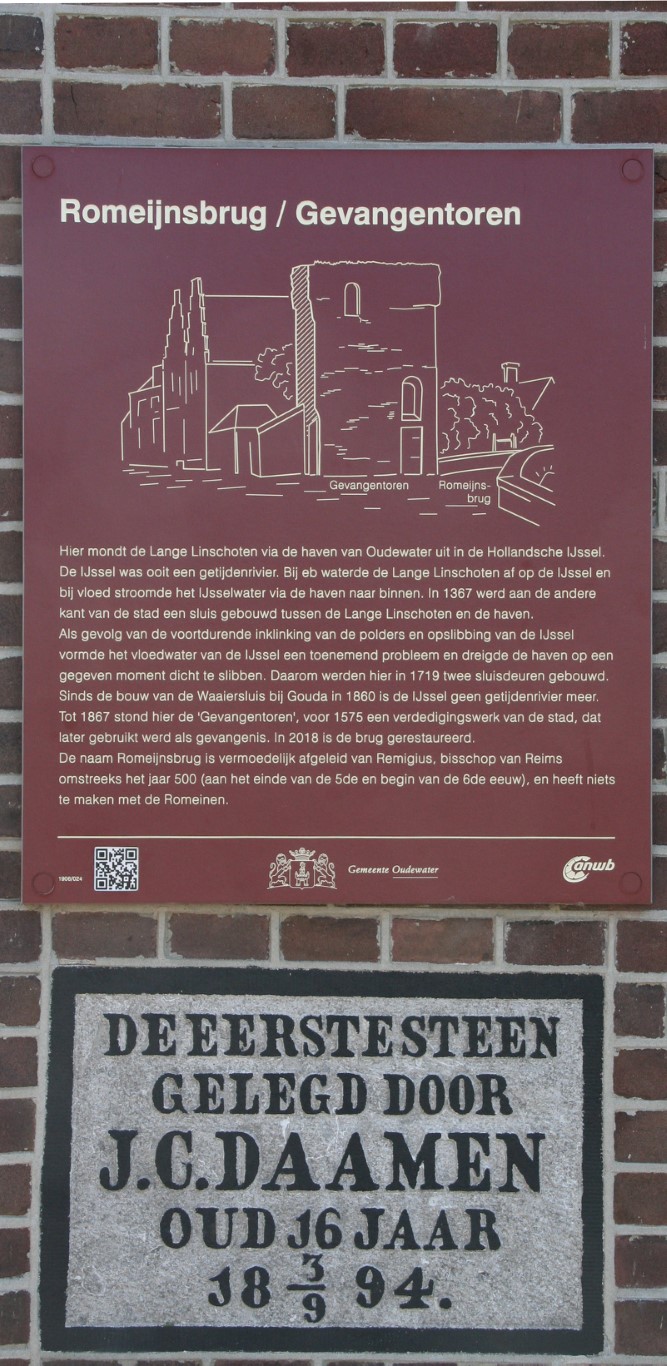 Romeijnsbrug / Gevangentoren
Gevangentoren
Romeijns-
brug
Hier mondt de Lange Linschoten via de haven van Oudewater uit in de Hollandsche IJssel.
De IJssel was ooit een getijdenrivier. Bij eb waterde de Lange Linschoten af op de IJssel en
bij vloed stroomde het IJsselwater via de haven naar binnen. In 1367 werd aan de andere
kant van de stad een sluis gebouwd tussen de Lange Linschoten en de haven.
Als gevolg van de voortdurende inklinking van de polders en opslibbing van de IJssel
vormde het vloedwater van de IJssel een toenemend probleem en dreigde de haven op een
gegeven moment dicht te slibben. Daarom werden hier in 1719 twee sluisdeuren gebouwd.
Sinds de bouw van de Waaiersluis bij Gouda in 1860 is de IJssel geen getijdenrivier meer.
Tot 1867 stond hier de 'Gevangentoren', voor 1575 een verdedigingswerk van de stad, dat
later gebruikt werd als gevangenis. In 2018 is de brug gerestaureerd.
De naam Romeijnsbrug is vermoedelijk afgeleid van Remigius, bisschop van Reims
omstreeks het jaar 500 (aan het einde van de 5de en begin van de 6de eeuw), en heeft niets
te maken met de Romeinen.
1906/024
Gemeente Oudewater
anwb
DE EERSTE STEEN
GELEGD DOOR
J.C. DAAMEN
OUD 16 JAAR
18 3/9 94.